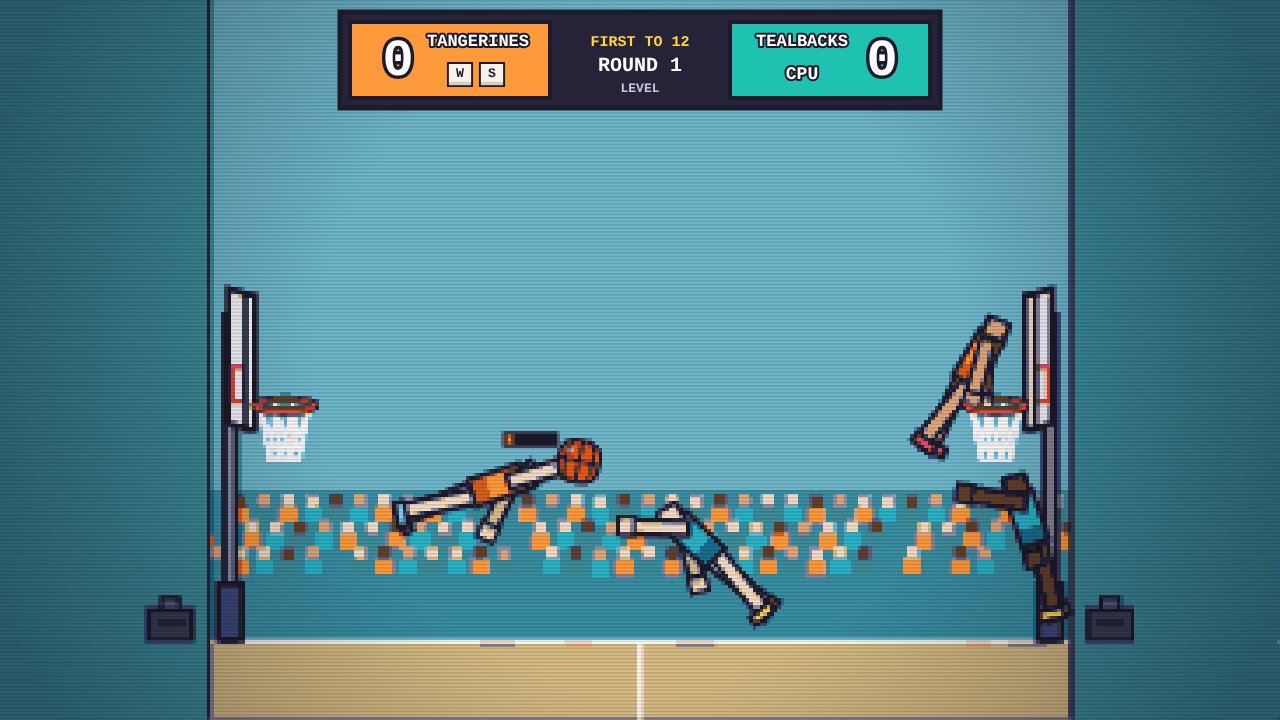 0 TANGERINES
W S
FIRST TO 12
ROUND 1
LEVEL
TEALBACKS 0
CPU